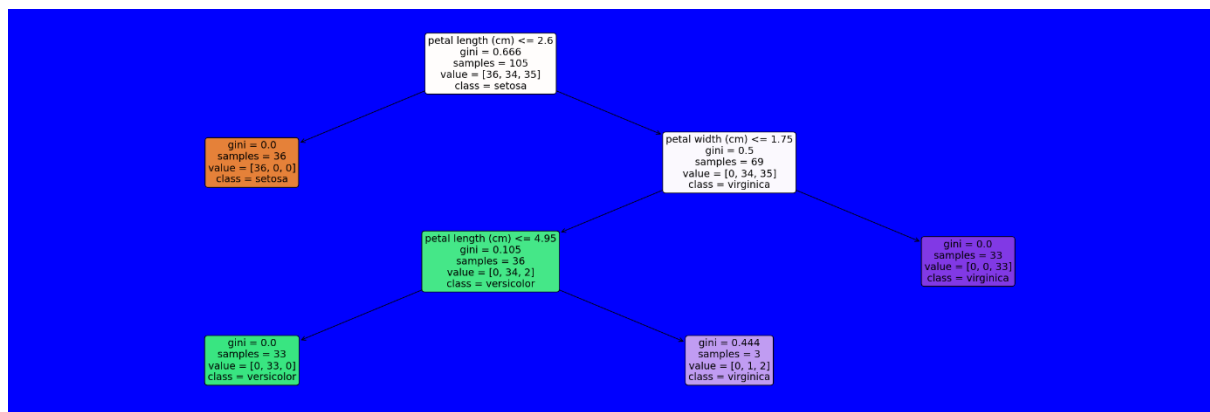 petal length (cm) <= 2.6
gini = 0.666
samples = 105
value = [36, 34, 35]
class = setosa
gini = 0.0
samples = 36
value = [36, 0, 0]
class = setosa
petal width (cm) <= 1.75
gini = 0.5
samples = 69
value = [0, 34, 35]
class = virginica
petal length (cm) <= 4.95
gini = 0.105
samples = 36
value = [0, 34, 2]
class = versicolor
gini = 0.0
samples = 33
value = [0, 0, 33]
class = virginica
gini = 0.0
samples = 33
value = [0, 33, 0]
class = versicolor
gini = 0.444
samples = 3
value = [0, 1, 2]
class = virginica